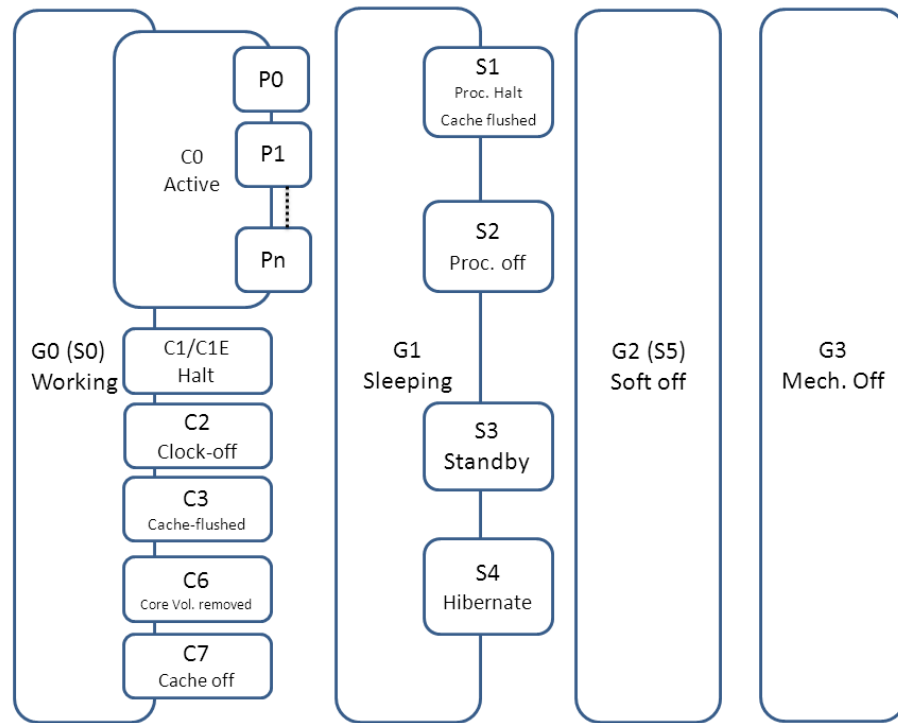 P0
P1
C0
Active
Pn
G0 (S0)
Working
C1/C1E
Halt
C2
Clock-off
C3
Cache-flushed
C6
Core Vol. removed
C7
Cache off
S1
Proc. Halt
Cache flushed
S2
Proc. off
G1
Sleeping
S3
Standby
S4
Hibernate
G2 (S5)
Soft off
G3
Mech. Off